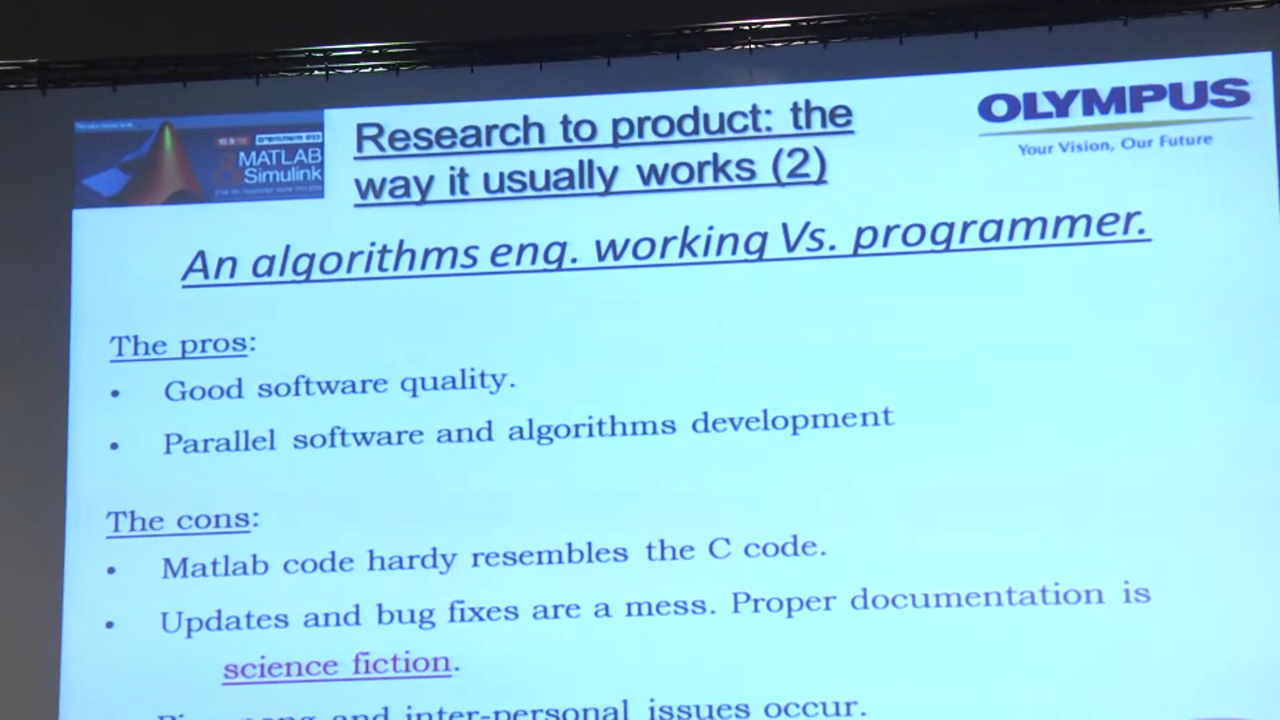 MATLAB
Simulink
Research to product: the
way it usually works (2)
OLYMPUS
Your Vision, Our Future
An algorithms eng. working Vs. programmer.
The pros:
• Good software quality.
• Parallel software and algorithms development
The cons:
• Matlab code hardy resembles the C code.
• Updates and bug fixes are a mess. Proper documentation is
science fiction.
and inter-personal issues occur.